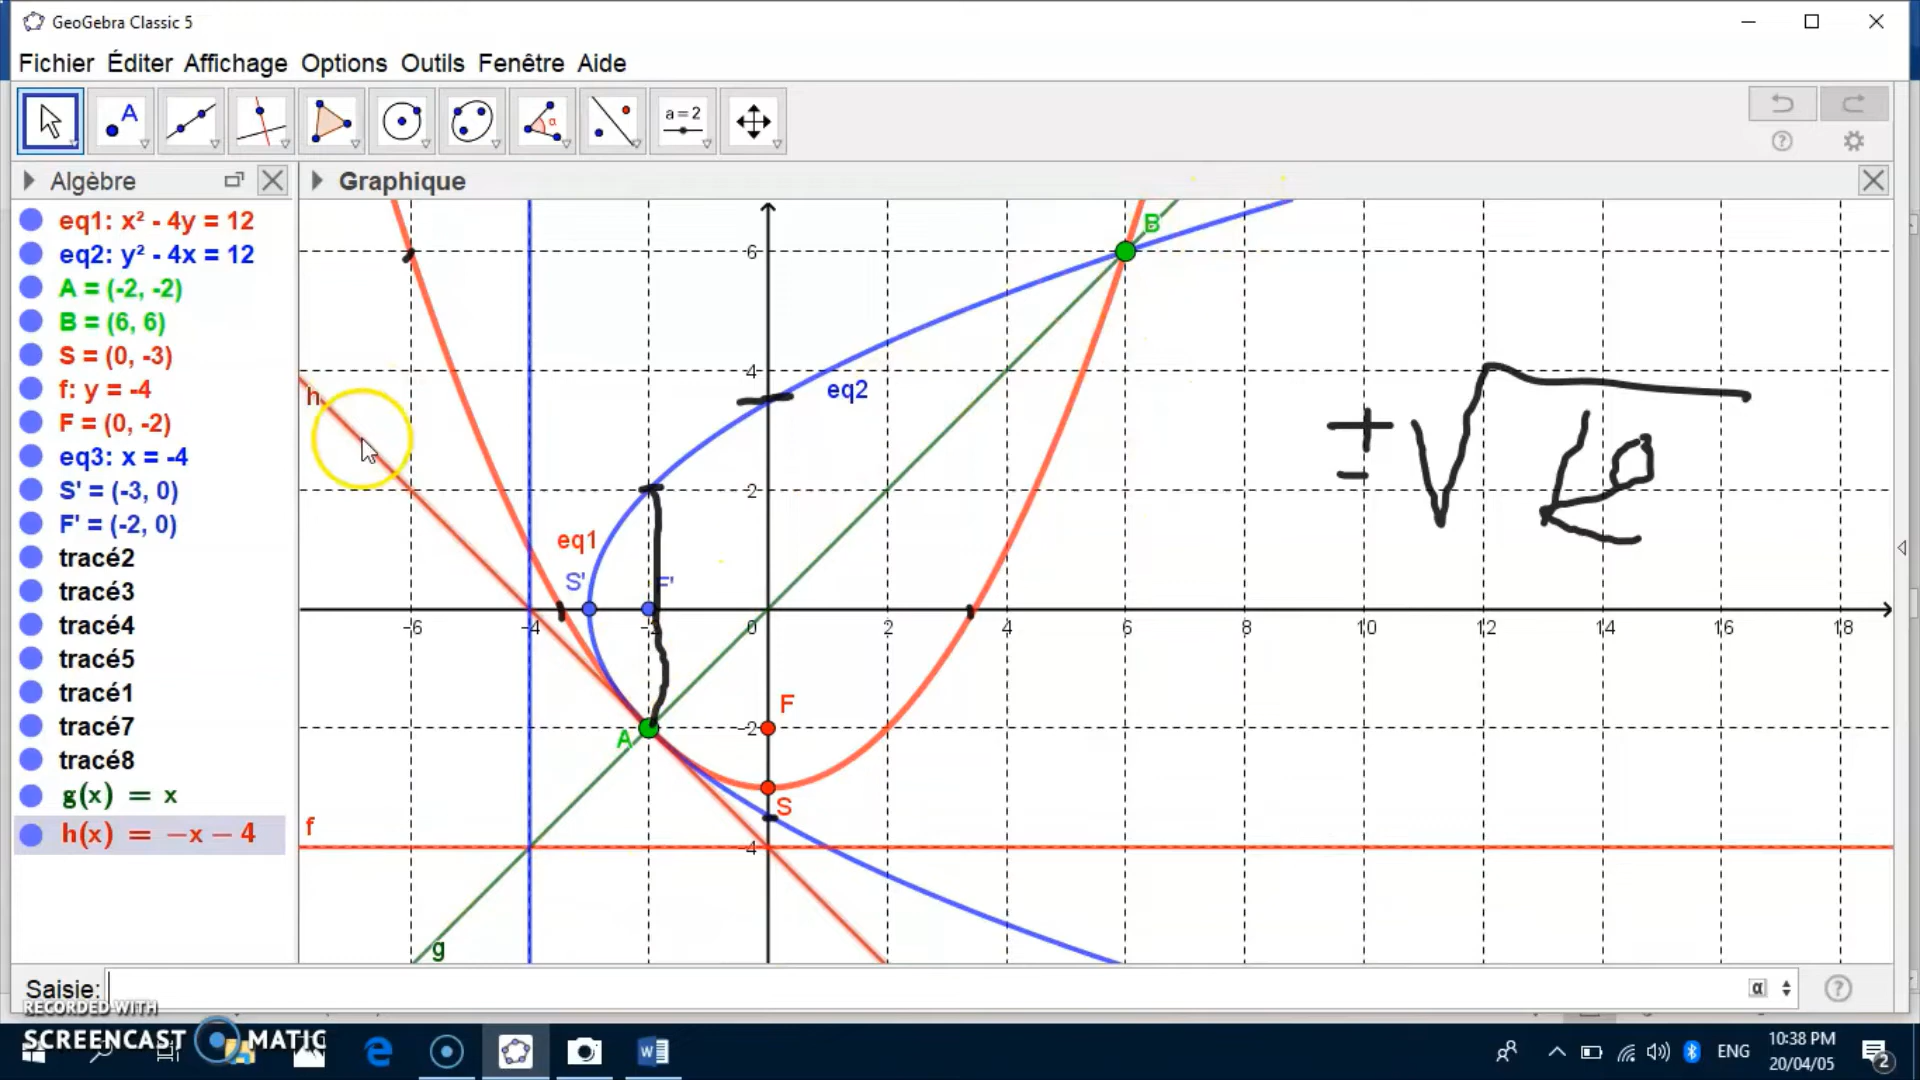 GeoGebra Classic 5
Fichier Éditer Affichage Options Outils Fenêtre Aide
A
α
a = 2
Algèbre
Graphique
eq1: x² - 4y = 12
eq2: y² - 4x = 12
A = (-2, -2)
B = (6, 6)
S = (0, -3)
f: y = -4
F = (0, -2)
eq3: x = -4
S' = (-3, 0)
F' = (-2, 0)
tracé2
tracé3
tracé4
tracé5
tracé1
tracé7
tracé8
g(x) = x
h(x) = −x − 4
B
6
4
h
eq2
± √
2
eq1
S'
F'
-6 -4 0 2 4 6 8 10 12 14 16 18
F
-2
A
S
f
-4
g
Saisie:
α
RECORDED WITH
SCREENCAST MATIC
ENG
10:38 PM
20/04/05
2